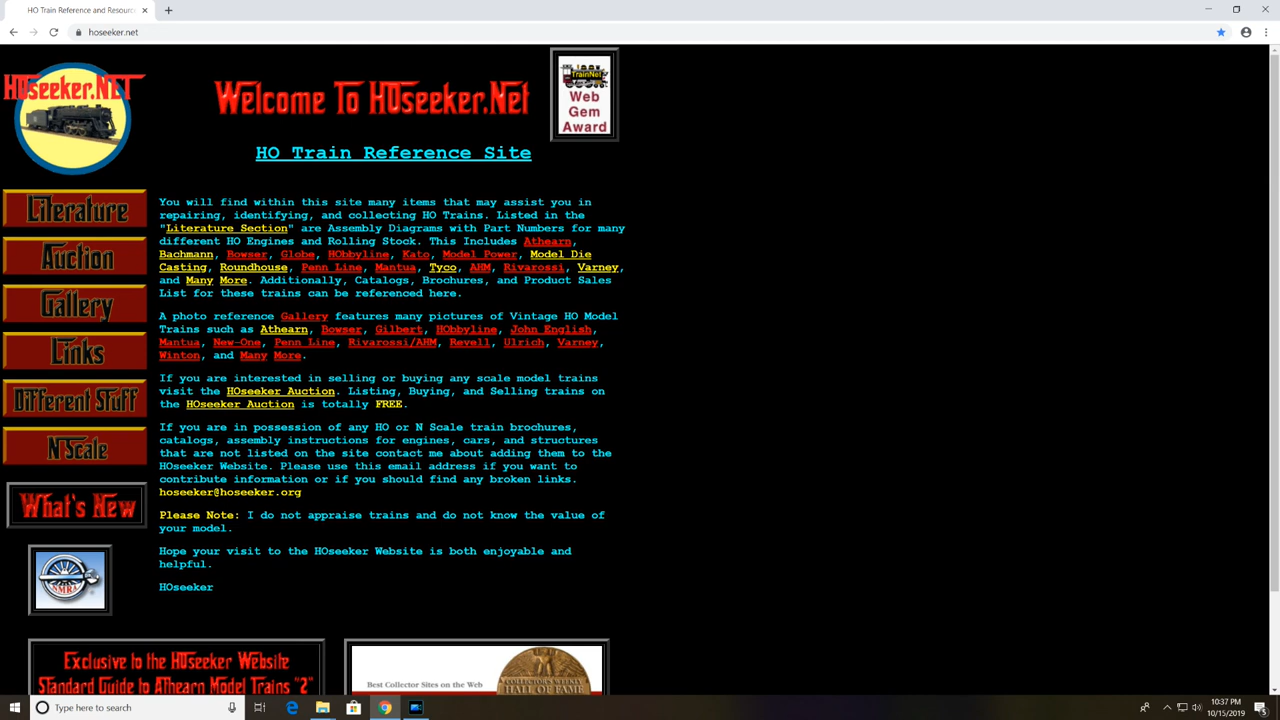 HO Train Reference and Resourc
hoseeker.net
HOseeker.NET
Welcome To HOseeker.Net
TrainNet
Web
Gem
Award
HO Train Reference Site
Literature
Auction
Gallery
Links
Different Stuff
N Scale
What's New
NMRA
You will find within this site many items that may assist you in
repairing, identifying, and collecting HO Trains. Listed in the
"Literature Section" are Assembly Diagrams with Part Numbers for many
different HO Engines and Rolling Stock. This Includes Athearn,
Bachmann, Bowser, Globe, HObbyline, Kato, Model Power, Model Die
Casting, Roundhouse, Penn Line, Mantua, Tyco, AHM, Rivarossi, Varney,
and Many More. Additionally, Catalogs, Brochures, and Product Sales
List for these trains can be referenced here.
A photo reference Gallery features many pictures of Vintage HO Model
Trains such as Athearn, Bowser, Gilbert, HObbyline, John English,
Mantua, New-One, Penn Line, Rivarossi/AHM, Revell, Ulrich, Varney,
Winton, and Many More.
If you are interested in selling or buying any scale model trains
visit the HOseeker Auction. Listing, Buying, and Selling trains on
the HOseeker Auction is totally FREE.
If you are in possession of any HO or N Scale train brochures,
catalogs, assembly instructions for engines, cars, and structures
that are not listed on the site contact me about adding them to the
HOseeker Website. Please use this email address if you want to
contribute information or if you should find any broken links.
hoseeker@hoseeker.org
Please Note: I do not appraise trains and do not know the value of
your model.
Hope your visit to the HOseeker Website is both enjoyable and
helpful.
HOseeker
Exclusive to the HOseeker Website
Standard Guide to Athearn Model Trains "2"
Best Collector Sites on the Web
COLLECTOR'S WEEKLY
HALL OF FAME
Type here to search
10:37 PM
10/15/2019